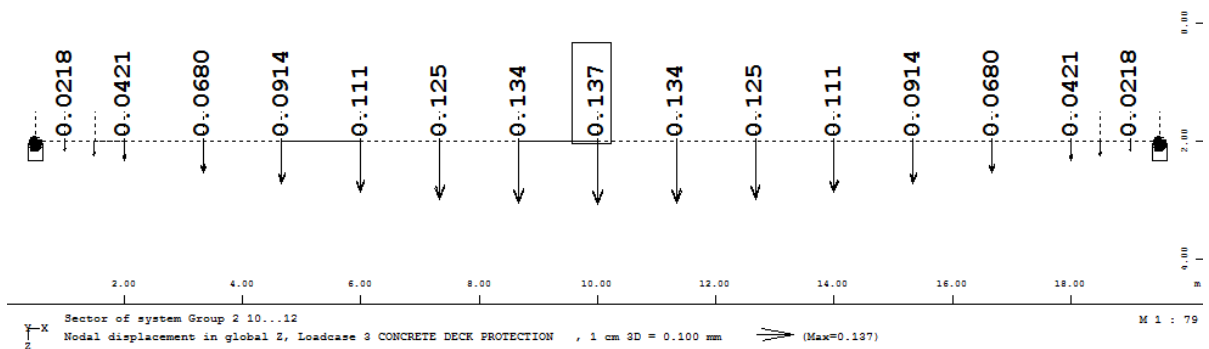 0.00
0.0218 0.0421 0.0680 0.0914 0.111 0.125 0.134 0.137 0.134 0.125 0.111 0.0914 0.0680 0.0421 0.0218
2.00
4.00
2.00 4.00 6.00 8.00 10.00 12.00 14.00 16.00 18.00 m
Y X Sector of system Group 2 10...12 M 1 : 79
Z Nodal displacement in global Z, Loadcase 3 CONCRETE DECK PROTECTION , 1 cm 3D = 0.100 mm (Max=0.137)